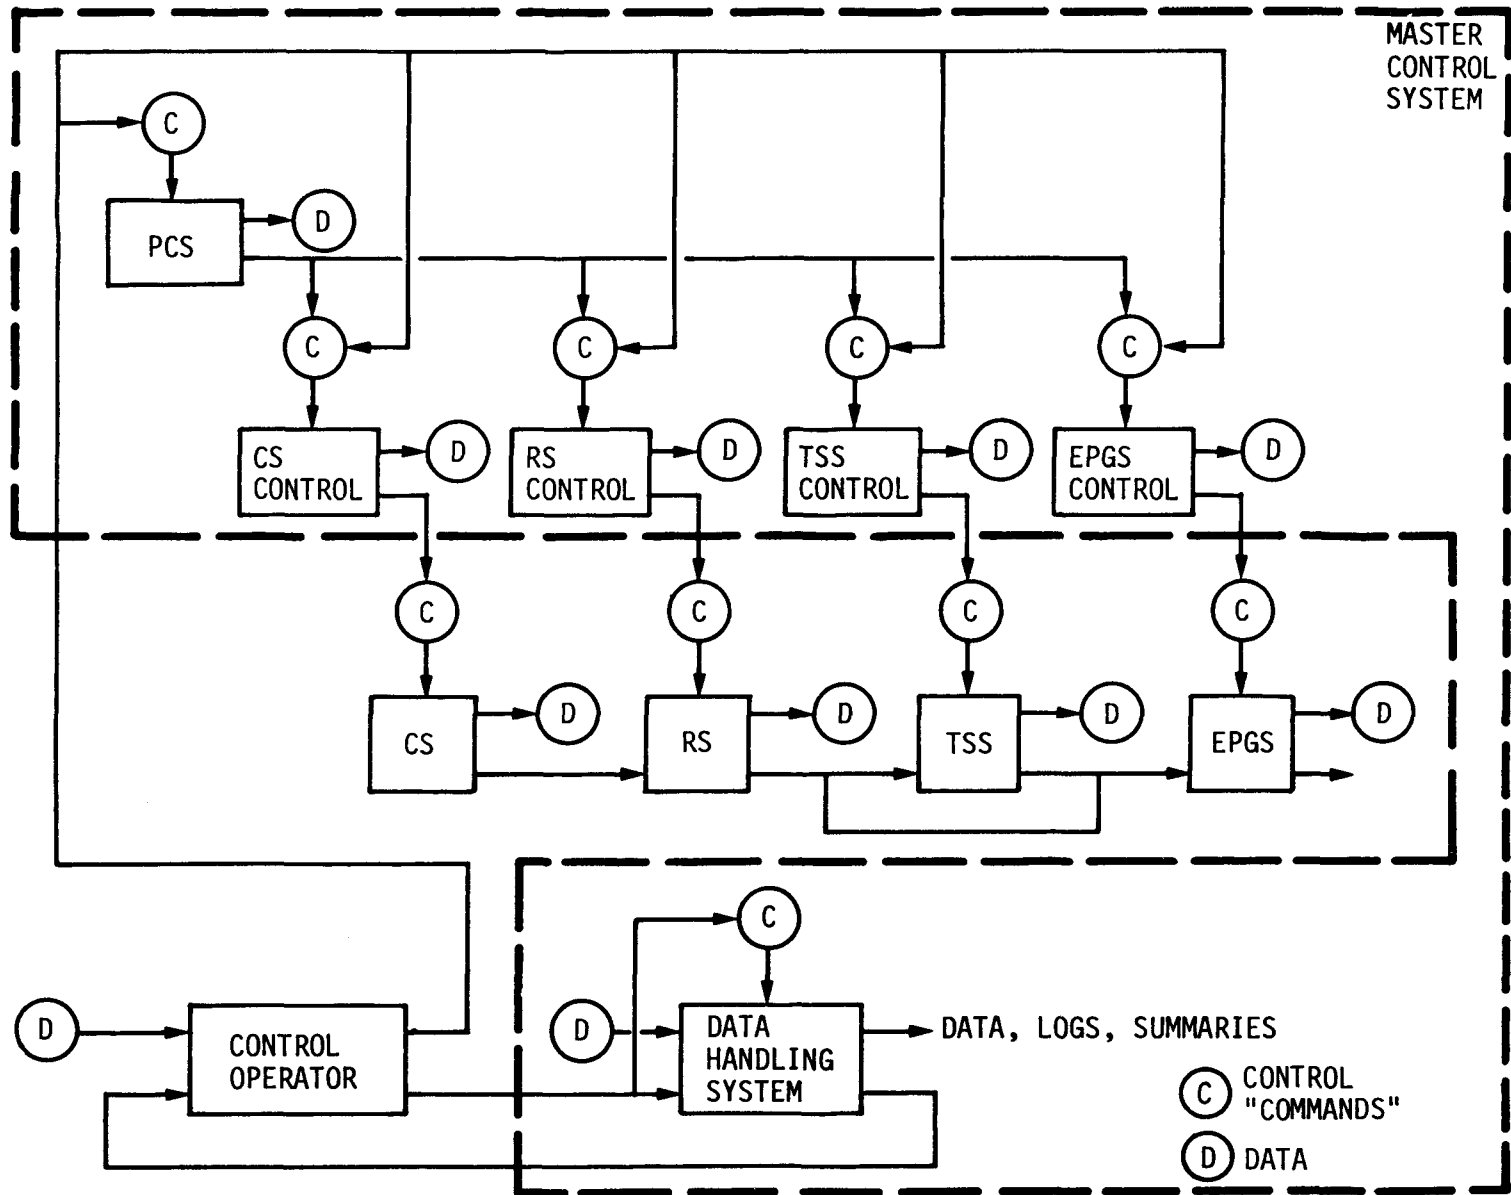 MASTER
CONTROL
SYSTEM
C
PCS
D
C
C
C
C
CS
CONTROL
D
RS
CONTROL
D
TSS
CONTROL
D
EPGS
CONTROL
D
C
C
C
C
CS
D
RS
D
TSS
D
EPGS
D
C
D
CONTROL
OPERATOR
D
DATA
HANDLING
SYSTEM
DATA, LOGS, SUMMARIES
C
CONTROL
"COMMANDS"
D
DATA